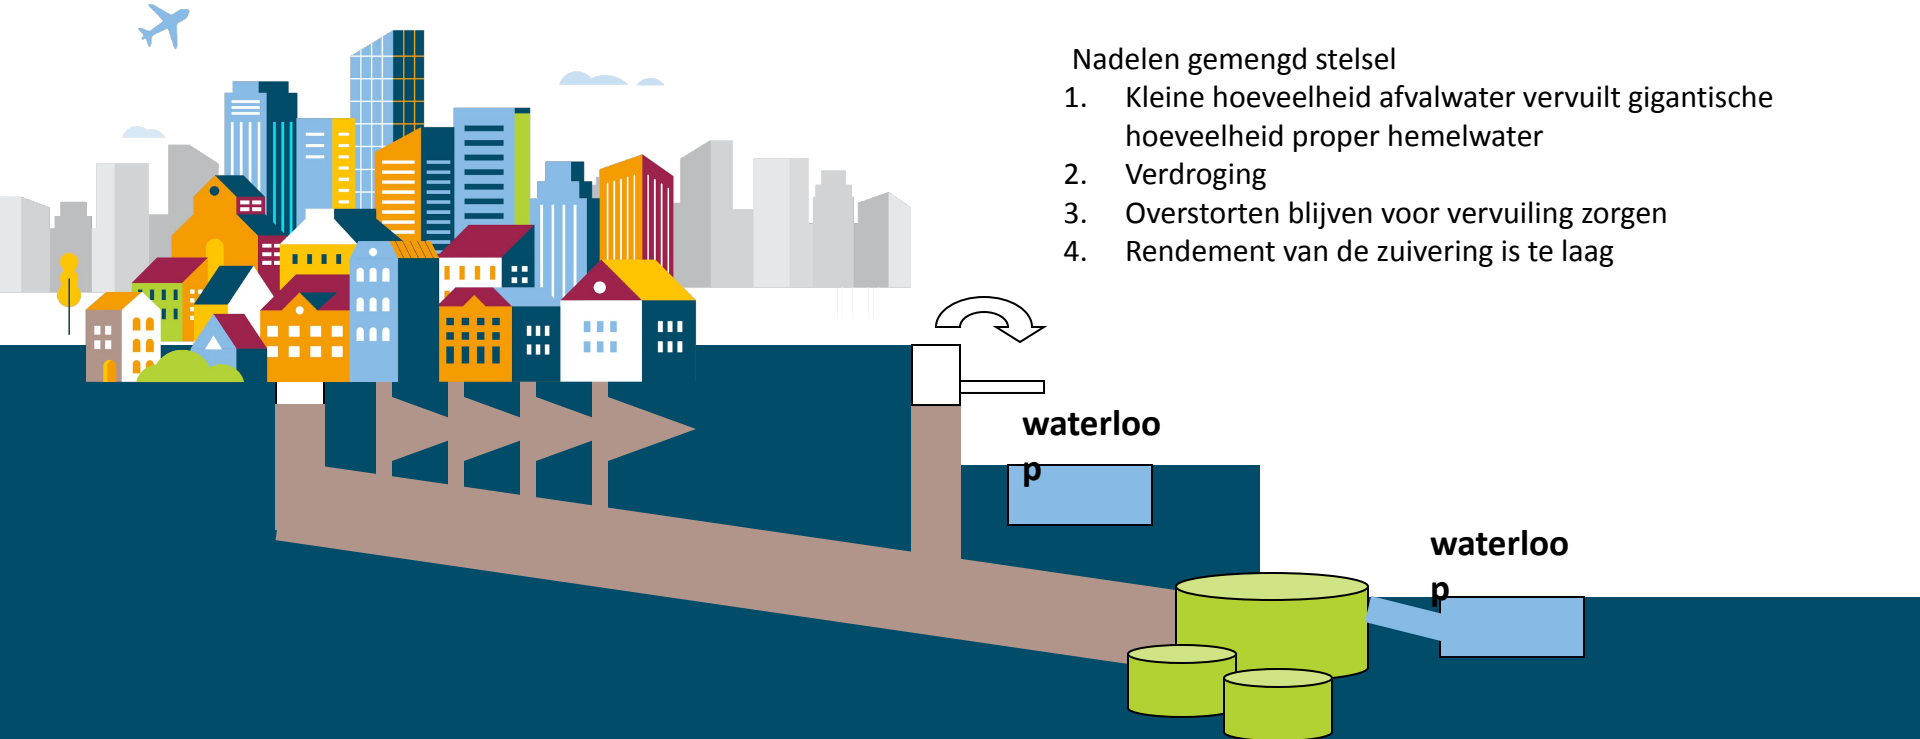 Nadelen gemengd stelsel
1. Kleine hoeveelheid afvalwater vervuilt gigantische
hoeveelheid proper hemelwater
2. Verdroging
3. Overstorten blijven voor vervuiling zorgen
4. Rendement van de zuivering is te laag
waterloo
p
waterloo
p